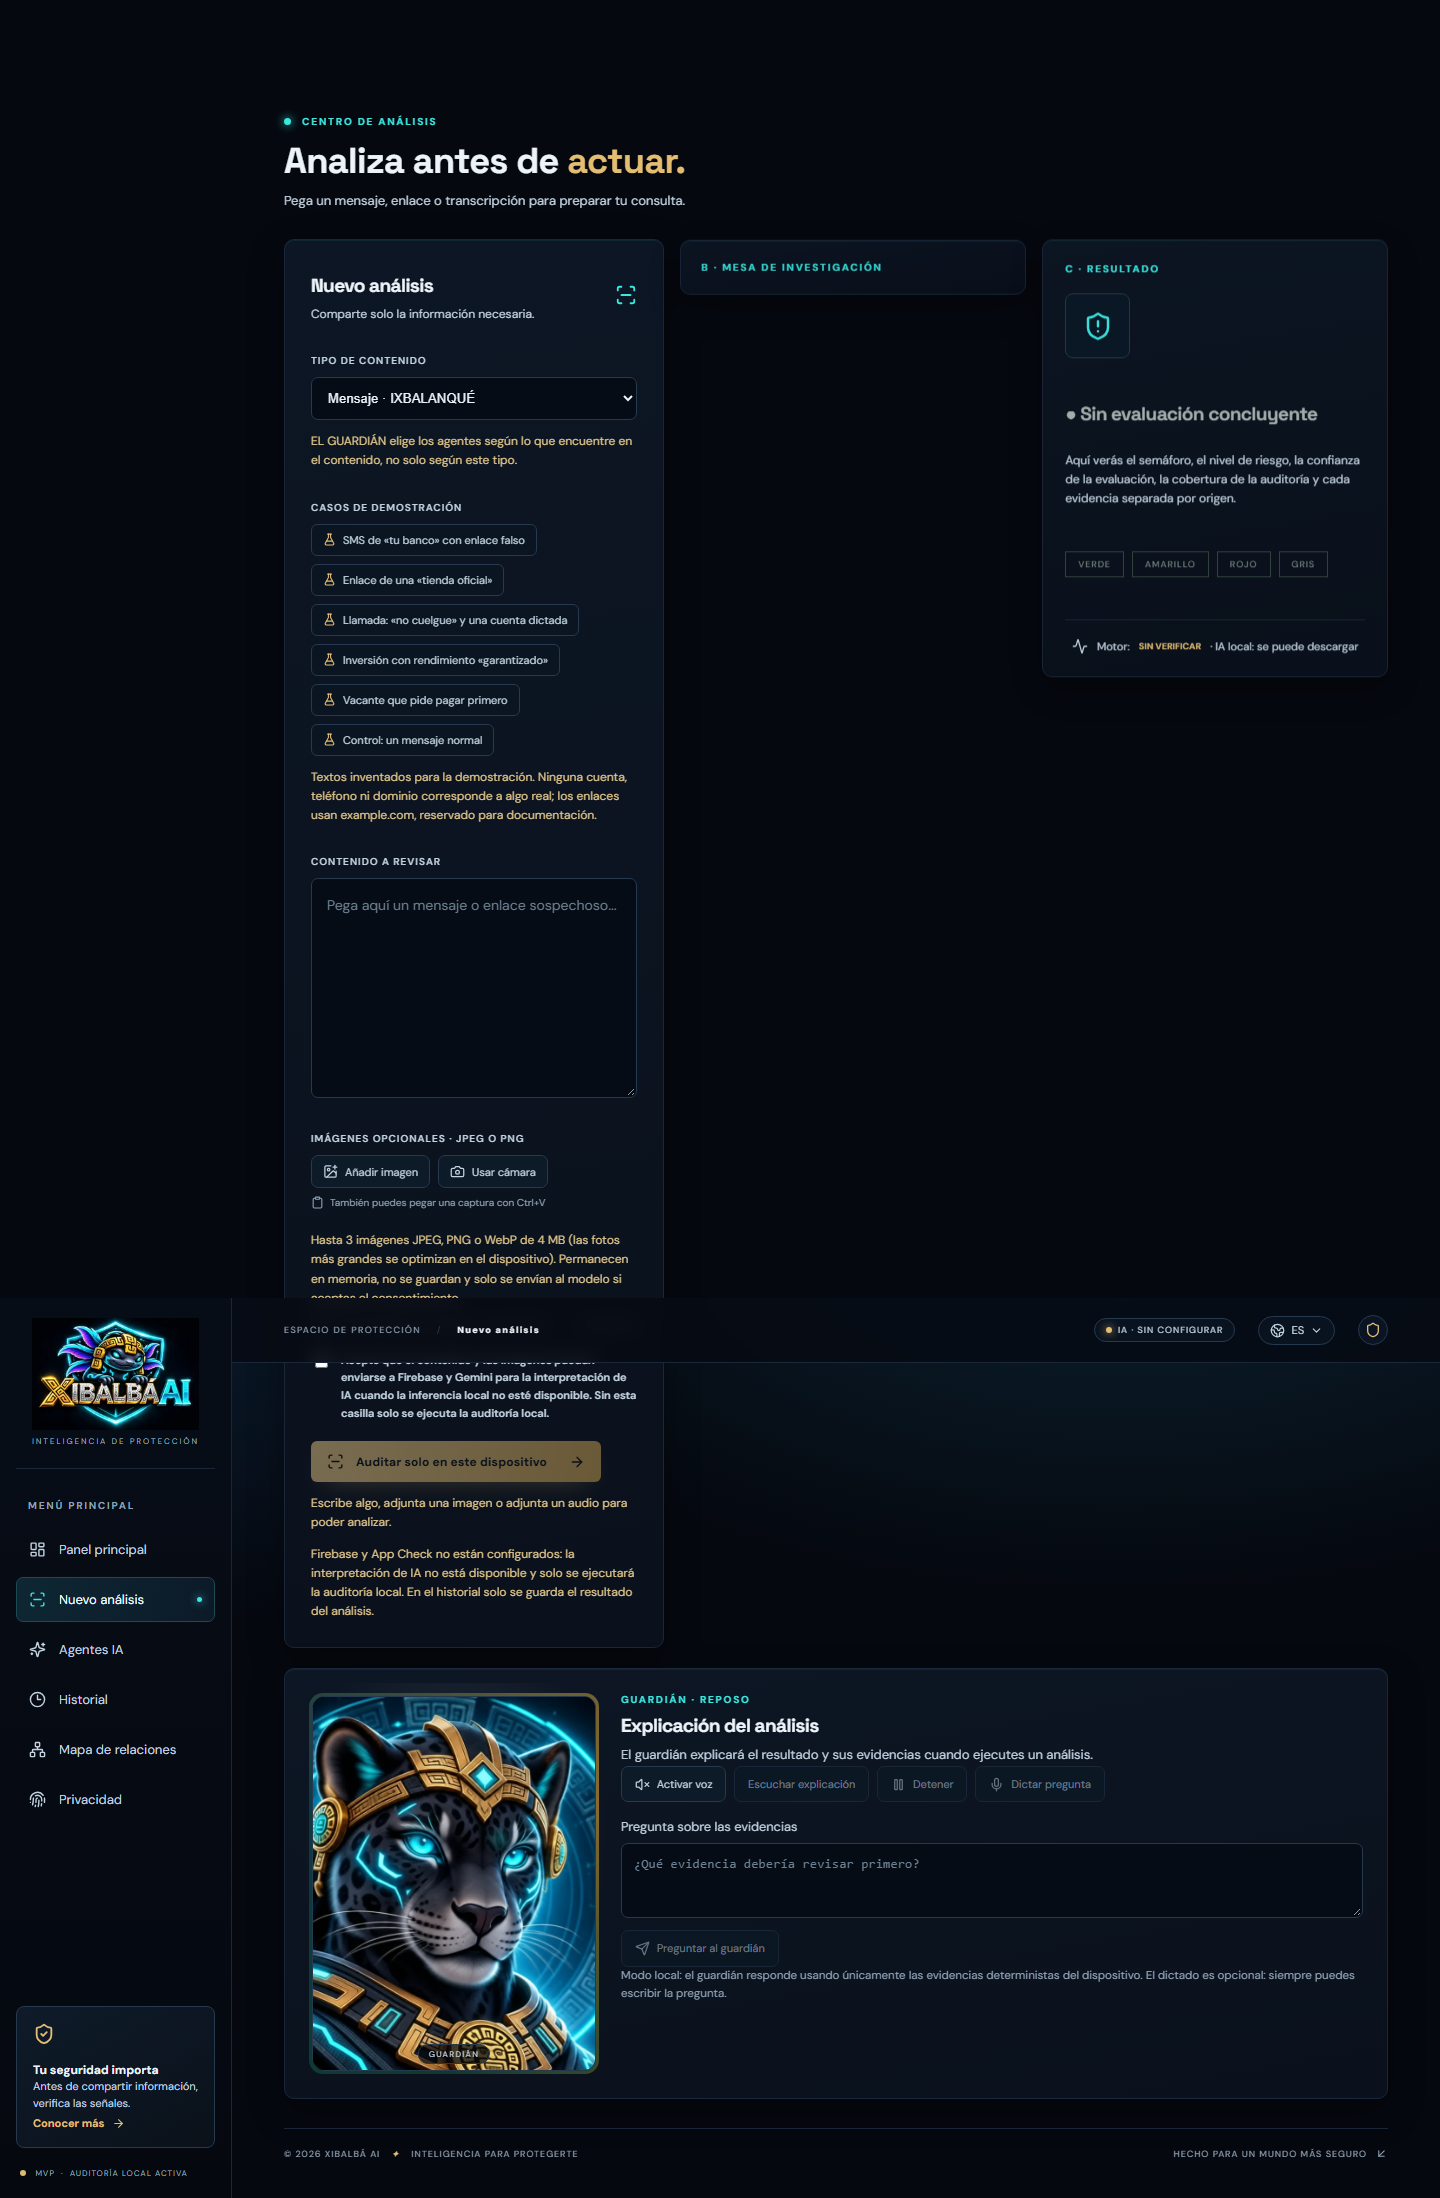 CENTRO DE ANÁLISIS
Analiza antes de actuar.
Pega un mensaje, enlace o transcripción para preparar tu consulta.
Nuevo análisis
Comparte solo la información necesaria.
TIPO DE CONTENIDO
Mensaje · IXBALANQUÉ
EL GUARDIÁN elige los agentes según lo que encuentre en
el contenido, no solo según este tipo.
CASOS DE DEMOSTRACIÓN
SMS de «tu banco» con enlace falso
Enlace de una «tienda oficial»
Llamada: «no cuelgue» y una cuenta dictada
Inversión con rendimiento «garantizado»
Vacante que pide pagar primero
Control: un mensaje normal
Textos inventados para la demostración. Ninguna cuenta,
teléfono ni dominio corresponde a algo real; los enlaces
usan example.com, reservado para documentación.
CONTENIDO A REVISAR
Pega aquí un mensaje o enlace sospechoso...
IMÁGENES OPCIONALES · JPEG O PNG
Añadir imagen
Usar cámara
También puedes pegar una captura con Ctrl+V
Hasta 3 imágenes JPEG, PNG o WebP de 4 MB (las fotos
más grandes se optimizan en el dispositivo). Permanecen
en memoria, no se guardan y solo se envían al modelo si
aceptas el consentimiento.
Acepto que el contenido y las imágenes puedan
enviarse a Firebase y Gemini para la interpretación de
IA cuando la inferencia local no esté disponible. Sin esta
casilla solo se ejecuta la auditoría local.
Auditar solo en este dispositivo
Escribe algo, adjunta una imagen o adjunta un audio para
poder analizar.
Firebase y App Check no están configurados: la
interpretación de IA no está disponible y solo se ejecutará
la auditoría local. En el historial solo se guarda el resultado
del análisis.
B · MESA DE INVESTIGACIÓN
C · RESULTADO
● Sin evaluación concluyente
Aquí verás el semáforo, el nivel de riesgo, la confianza
de la evaluación, la cobertura de la auditoría y cada
evidencia separada por origen.
VERDE
AMARILLO
ROJO
GRIS
Motor: SIN VERIFICAR · IA local: se puede descargar
ESPACIO DE PROTECCIÓN / Nuevo análisis
IA · SIN CONFIGURAR
ES
XIBALBÁ AI
INTELIGENCIA DE PROTECCIÓN
MENÚ PRINCIPAL
Panel principal
Nuevo análisis
Agentes IA
Historial
Mapa de relaciones
Privacidad
Tu seguridad importa
Antes de compartir información,
verifica las señales.
Conocer más
MVP · AUDITORÍA LOCAL ACTIVA
GUARDIÁN
GUARDIÁN · REPOSO
Explicación del análisis
El guardián explicará el resultado y sus evidencias cuando ejecutes un análisis.
Activar voz
Escuchar explicación
Detener
Dictar pregunta
Pregunta sobre las evidencias
¿Qué evidencia debería revisar primero?
Preguntar al guardián
Modo local: el guardián responde usando únicamente las evidencias deterministas del dispositivo. El dictado es opcional: siempre puedes
escribir la pregunta.
© 2026 XIBALBÁ AI
INTELIGENCIA PARA PROTEGERTE
HECHO PARA UN MUNDO MÁS SEGURO